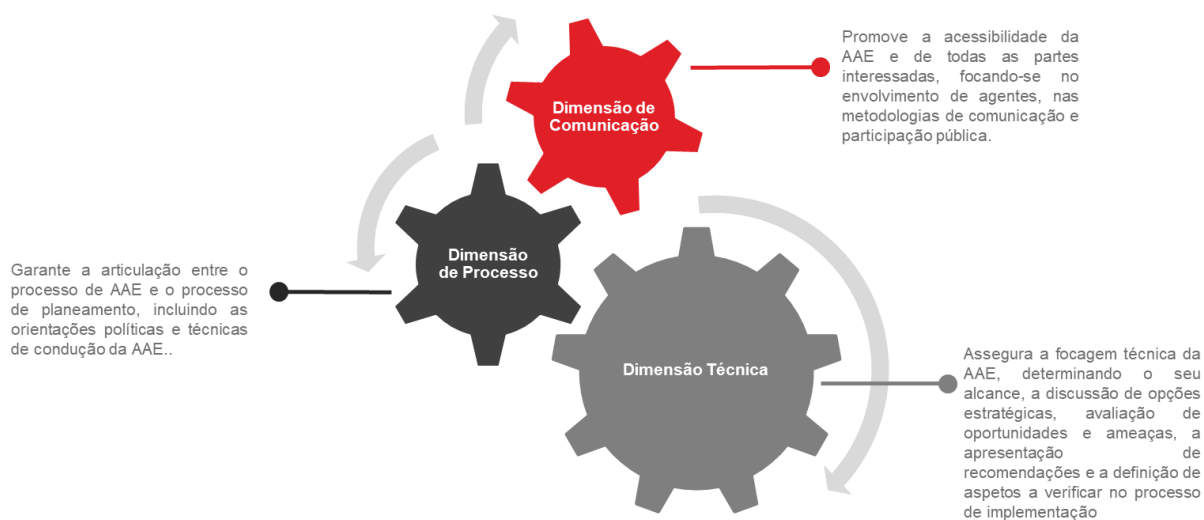 Dimensão de
Comunicação
Promove a acessibilidade da
AAE e de todas as partes
interessadas, focando-se no
envolvimento de agentes, nas
metodologias de comunicação e
participação pública.
Dimensão
de Processo
Garante a articulação entre o
processo de AAE e o processo
de planeamento, incluindo as
orientações políticas e técnicas
de condução da AAE..
Dimensão Técnica
Assegura a focagem técnica da
AAE, determinando o seu
alcance, a discussão de opções
estratégicas, avaliação de
oportunidades e ameaças, a
apresentação de
recomendações e a definição de
aspetos a verificar no processo
de implementação